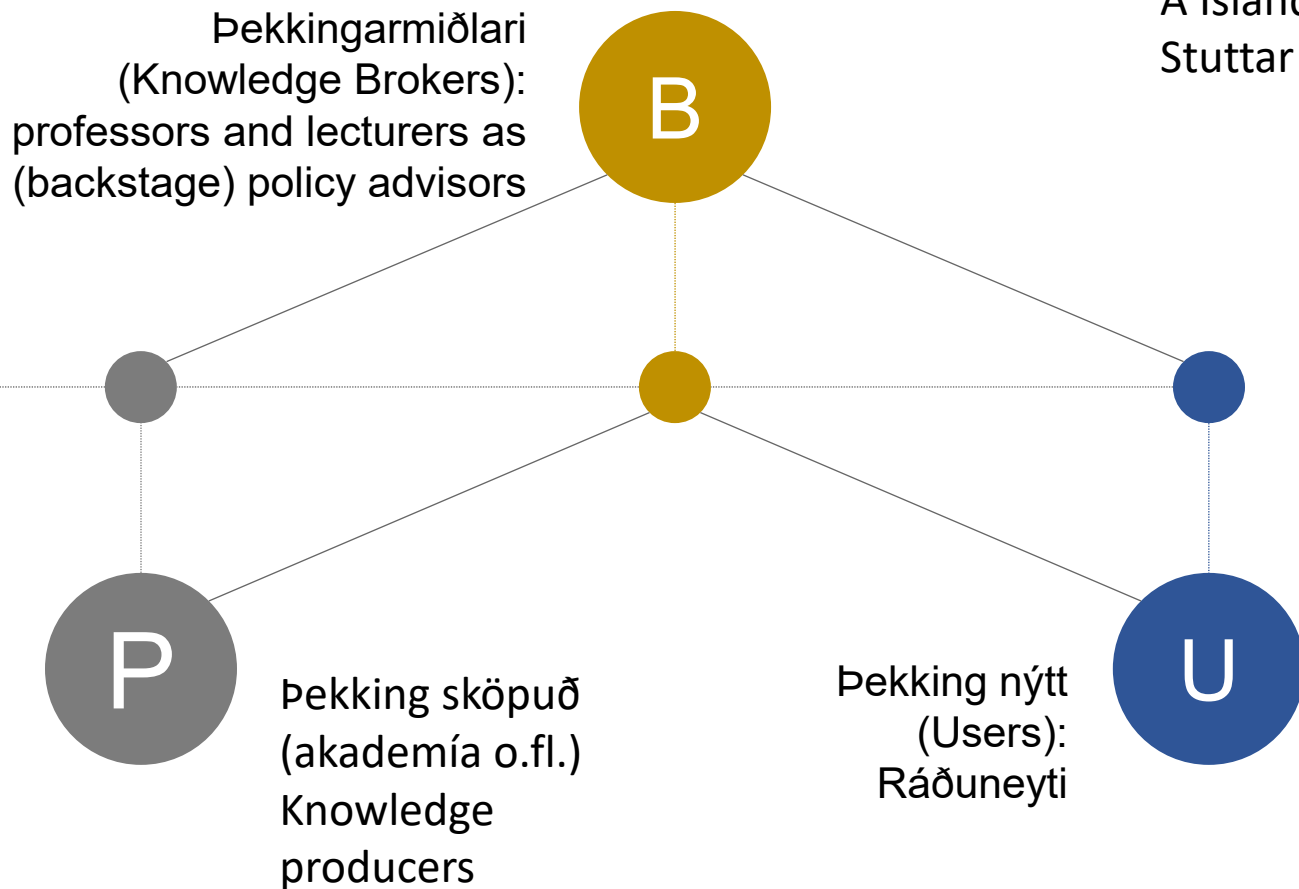 Þekkingarmiðlari
(Knowledge Brokers):
professors and lecturers as
(backstage) policy advisors
B
Á Ísland
Stuttar
P
Þekking sköpuð
(akademía o.fl.)
Knowledge
producers
Þekking nýtt
(Users):
Ráðuneyti
U